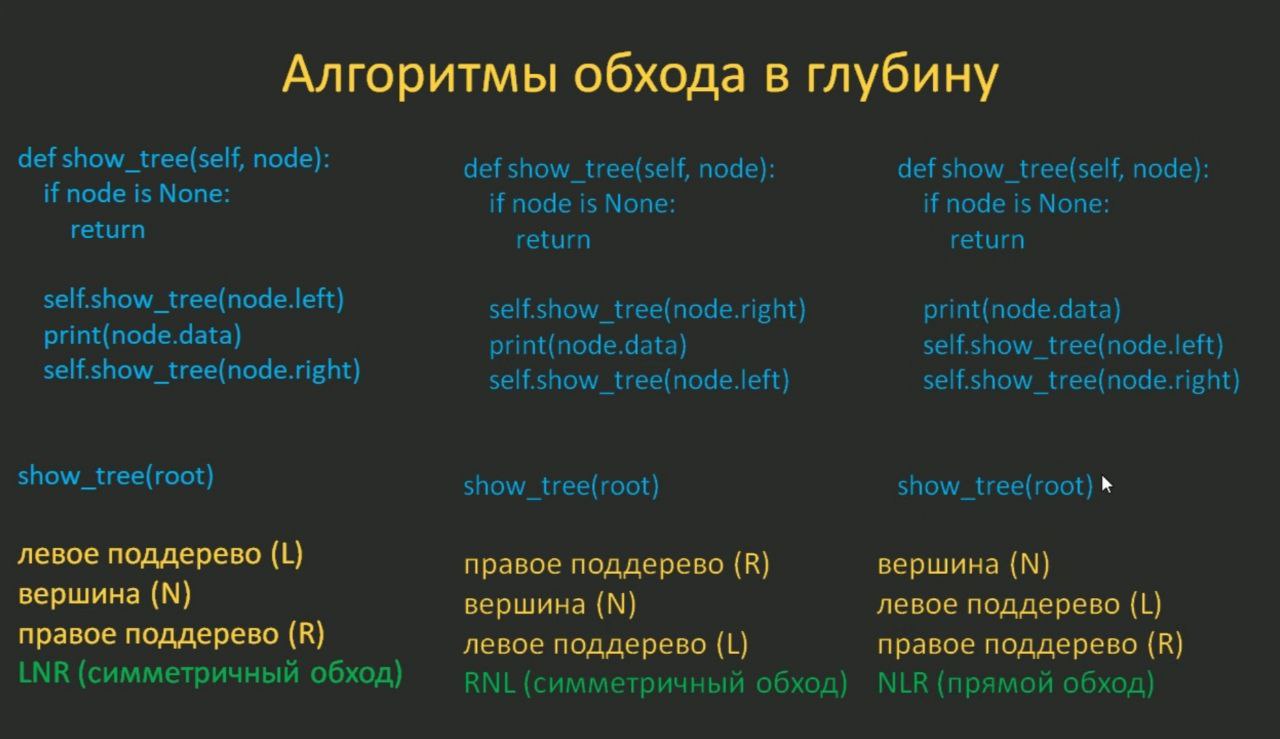 Алгоритмы обхода в глубину
def show_tree(self, node):
if node is None:
return
self.show_tree(node.left)
print(node.data)
self.show_tree(node.right)
show_tree(root)
левое поддерево (L)
вершина (N)
правое поддерево (R)
LNR (симметричный обход)
def show_tree(self, node):
if node is None:
return
self.show_tree(node.right)
print(node.data)
self.show_tree(node.left)
show_tree(root)
правое поддерево (R)
вершина (N)
левое поддерево (L)
RNL (симметричный обход)
def show_tree(self, node):
if node is None:
return
print(node.data)
self.show_tree(node.left)
self.show_tree(node.right)
show_tree(root)
вершина (N)
левое поддерево (L)
правое поддерево (R)
NLR (прямой обход)